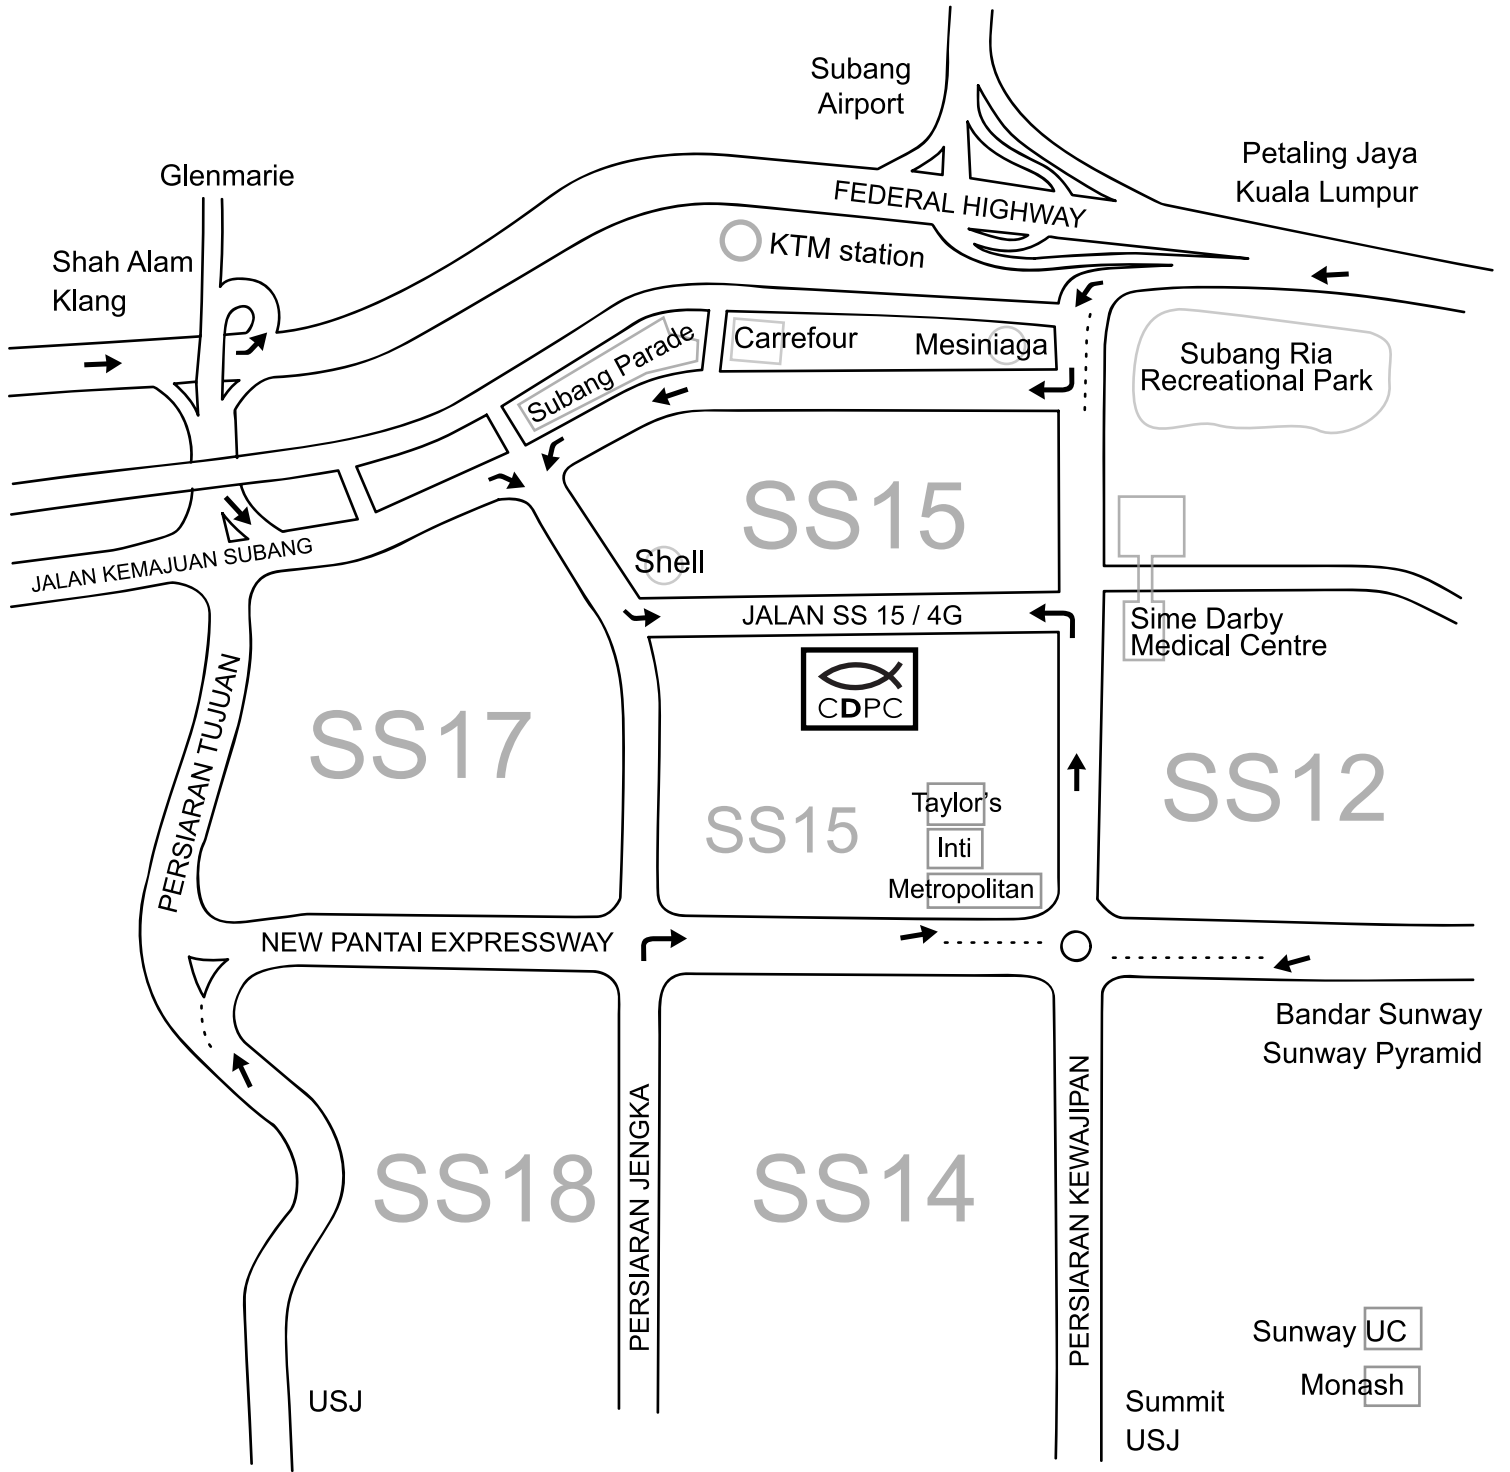 Subang
Airport
Petaling Jaya
Kuala Lumpur
Glenmarie
FEDERAL HIGHWAY
KTM station
Shah Alam
Klang
Carrefour
Mesiniaga
Subang Parade
Subang Ria
Recreational Park
SS15
JALAN KEMAJUAN SUBANG
Shell
JALAN SS 15 / 4G
Sime Darby
Medical Centre
CDPC
PERSIARAN TUJUAN
SS17
SS15
Taylor's
Inti
Metropolitan
SS12
NEW PANTAI EXPRESSWAY
Bandar Sunway
Sunway Pyramid
SS18
PERSIARAN JENGKA
SS14
PERSIARAN KEWAJIPAN
Sunway UC
Monash
USJ
Summit
USJ